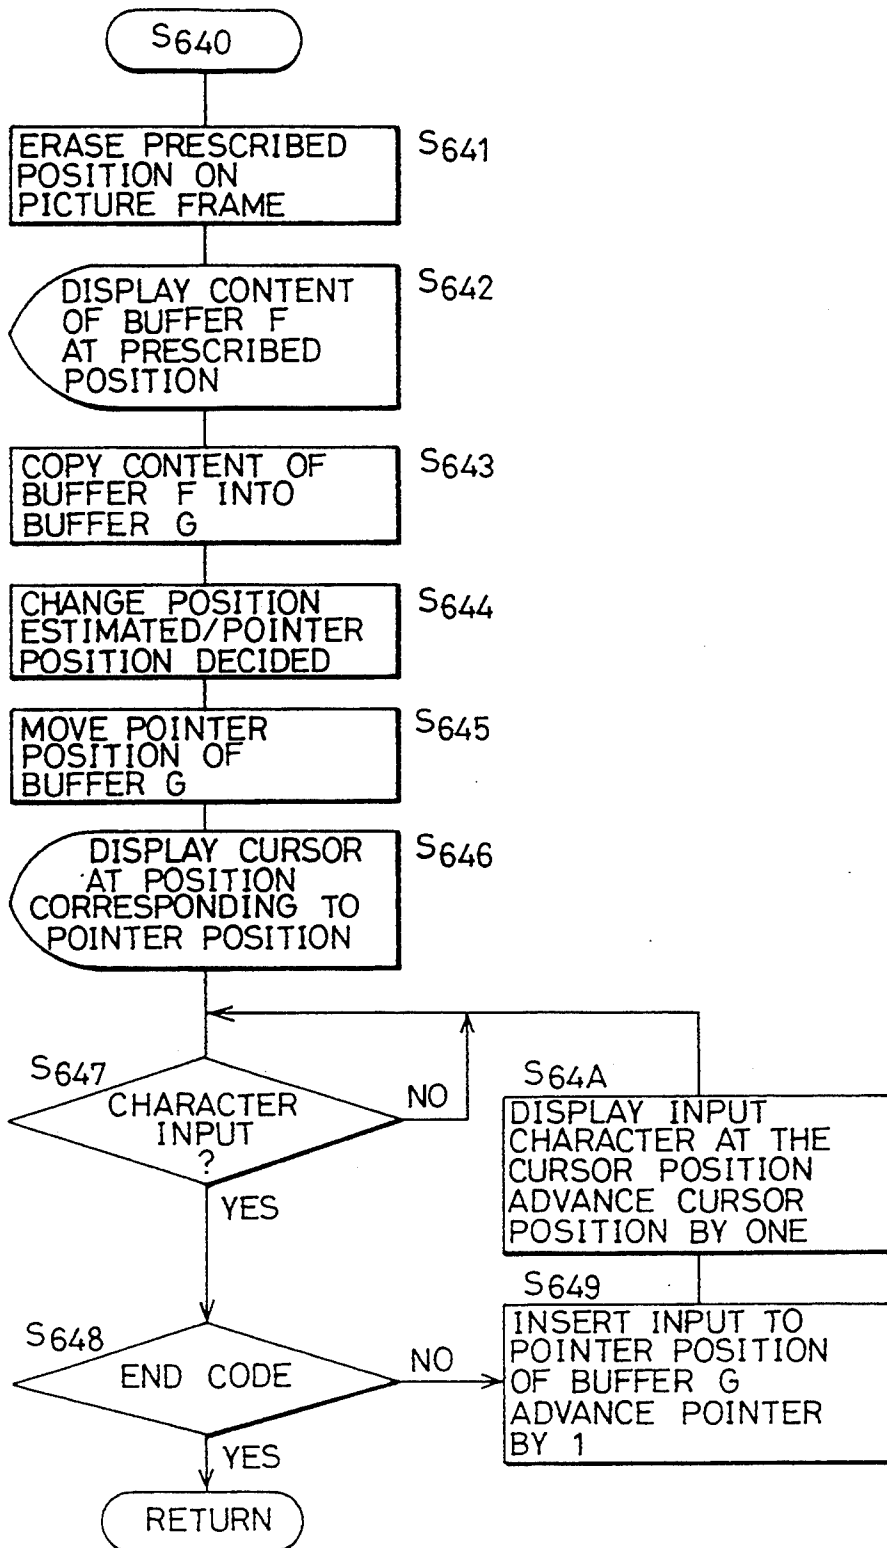 S640
S641
ERASE PRESCRIBED
POSITION ON
PICTURE FRAME
S642
DISPLAY CONTENT
OF BUFFER F
AT PRESCRIBED
POSITION
S643
COPY CONTENT OF
BUFFER F INTO
BUFFER G
S644
CHANGE POSITION
ESTIMATED/POINTER
POSITION DECIDED
S645
MOVE POINTER
POSITION OF
BUFFER G
S646
DISPLAY CURSOR
AT POSITION
CORRESPONDING TO
POINTER POSITION
S647
CHARACTER
INPUT
?
NO
YES
S64A
DISPLAY INPUT
CHARACTER AT THE
CURSOR POSITION
ADVANCE CURSOR
POSITION BY ONE
S648
END CODE
NO
YES
S649
INSERT INPUT TO
POINTER POSITION
OF BUFFER G
ADVANCE POINTER
BY 1
RETURN